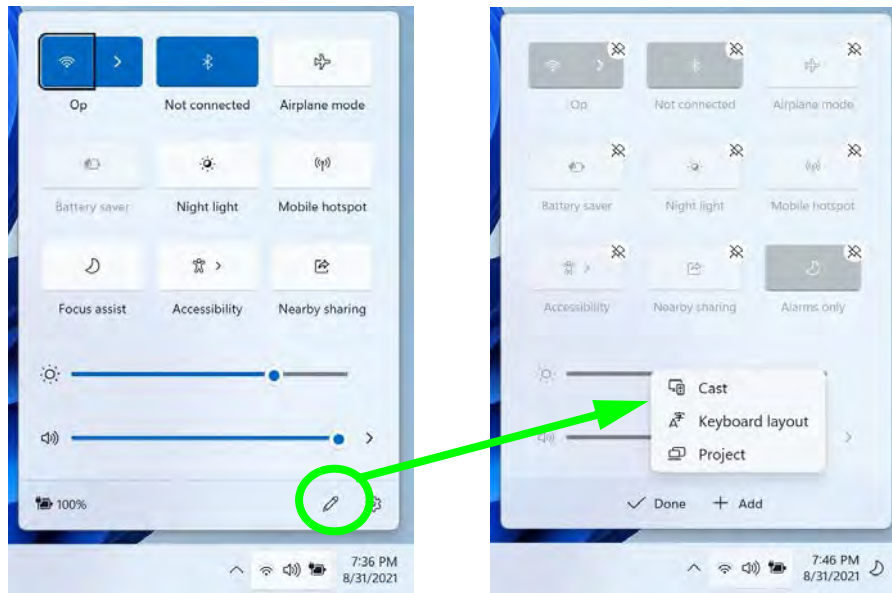 Op Not connected Airplane mode
Battery saver Night light Mobile hotspot
Focus assist Accessibility Nearby sharing
100%
7:36 PM
8/31/2021
Op Not connected Airplane mode
Battery saver Night light Mobile hotspot
Accessibility Nearby sharing Alarms only
Cast
Keyboard layout
Project
Done + Add
7:46 PM
8/31/2021